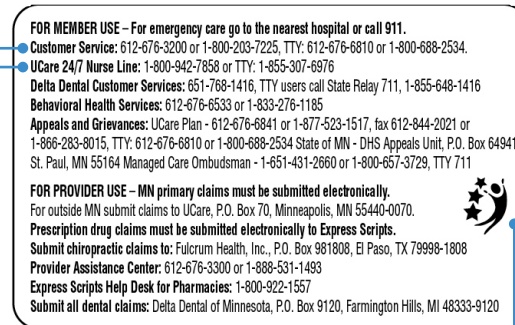 FOR MEMBER USE – For emergency care go to the nearest hospital or call 911.
Customer Service: 612-676-3200 or 1-800-203-7225, TTY: 612-676-6810 or 1-800-688-2534.
UCare 24/7 Nurse Line: 1-800-942-7858 or TTY: 1-855-307-6976
Delta Dental Customer Services: 651-768-1416, TTY users call State Relay 711, 1-855-648-1416
Behavioral Health Services: 612-676-6533 or 1-833-276-1185
Appeals and Grievances: UCare Plan - 612-676-6841 or 1-877-523-1517, fax 612-844-2021 or
1-866-283-8015, TTY: 612-676-6810 or 1-800-688-2534 State of MN - DHS Appeals Unit, P.O. Box 64941
St. Paul, MN 55164 Managed Care Ombudsman - 1-651-431-2660 or 1-800-657-3729, TTY 711
FOR PROVIDER USE – MN primary claims must be submitted electronically.
For outside MN submit claims to UCare, P.O. Box 70, Minneapolis, MN 55440-0070.
Prescription drug claims must be submitted electronically to Express Scripts.
Submit chiropractic claims to: Fulcrum Health, Inc., P.O. Box 981808, El Paso, TX 79998-1808
Provider Assistance Center: 612-676-3300 or 1-888-531-1493
Express Scripts Help Desk for Pharmacies: 1-800-922-1557
Submit all dental claims: Delta Dental of Minnesota, P.O. Box 9120, Farmington Hills, MI 48333-9120